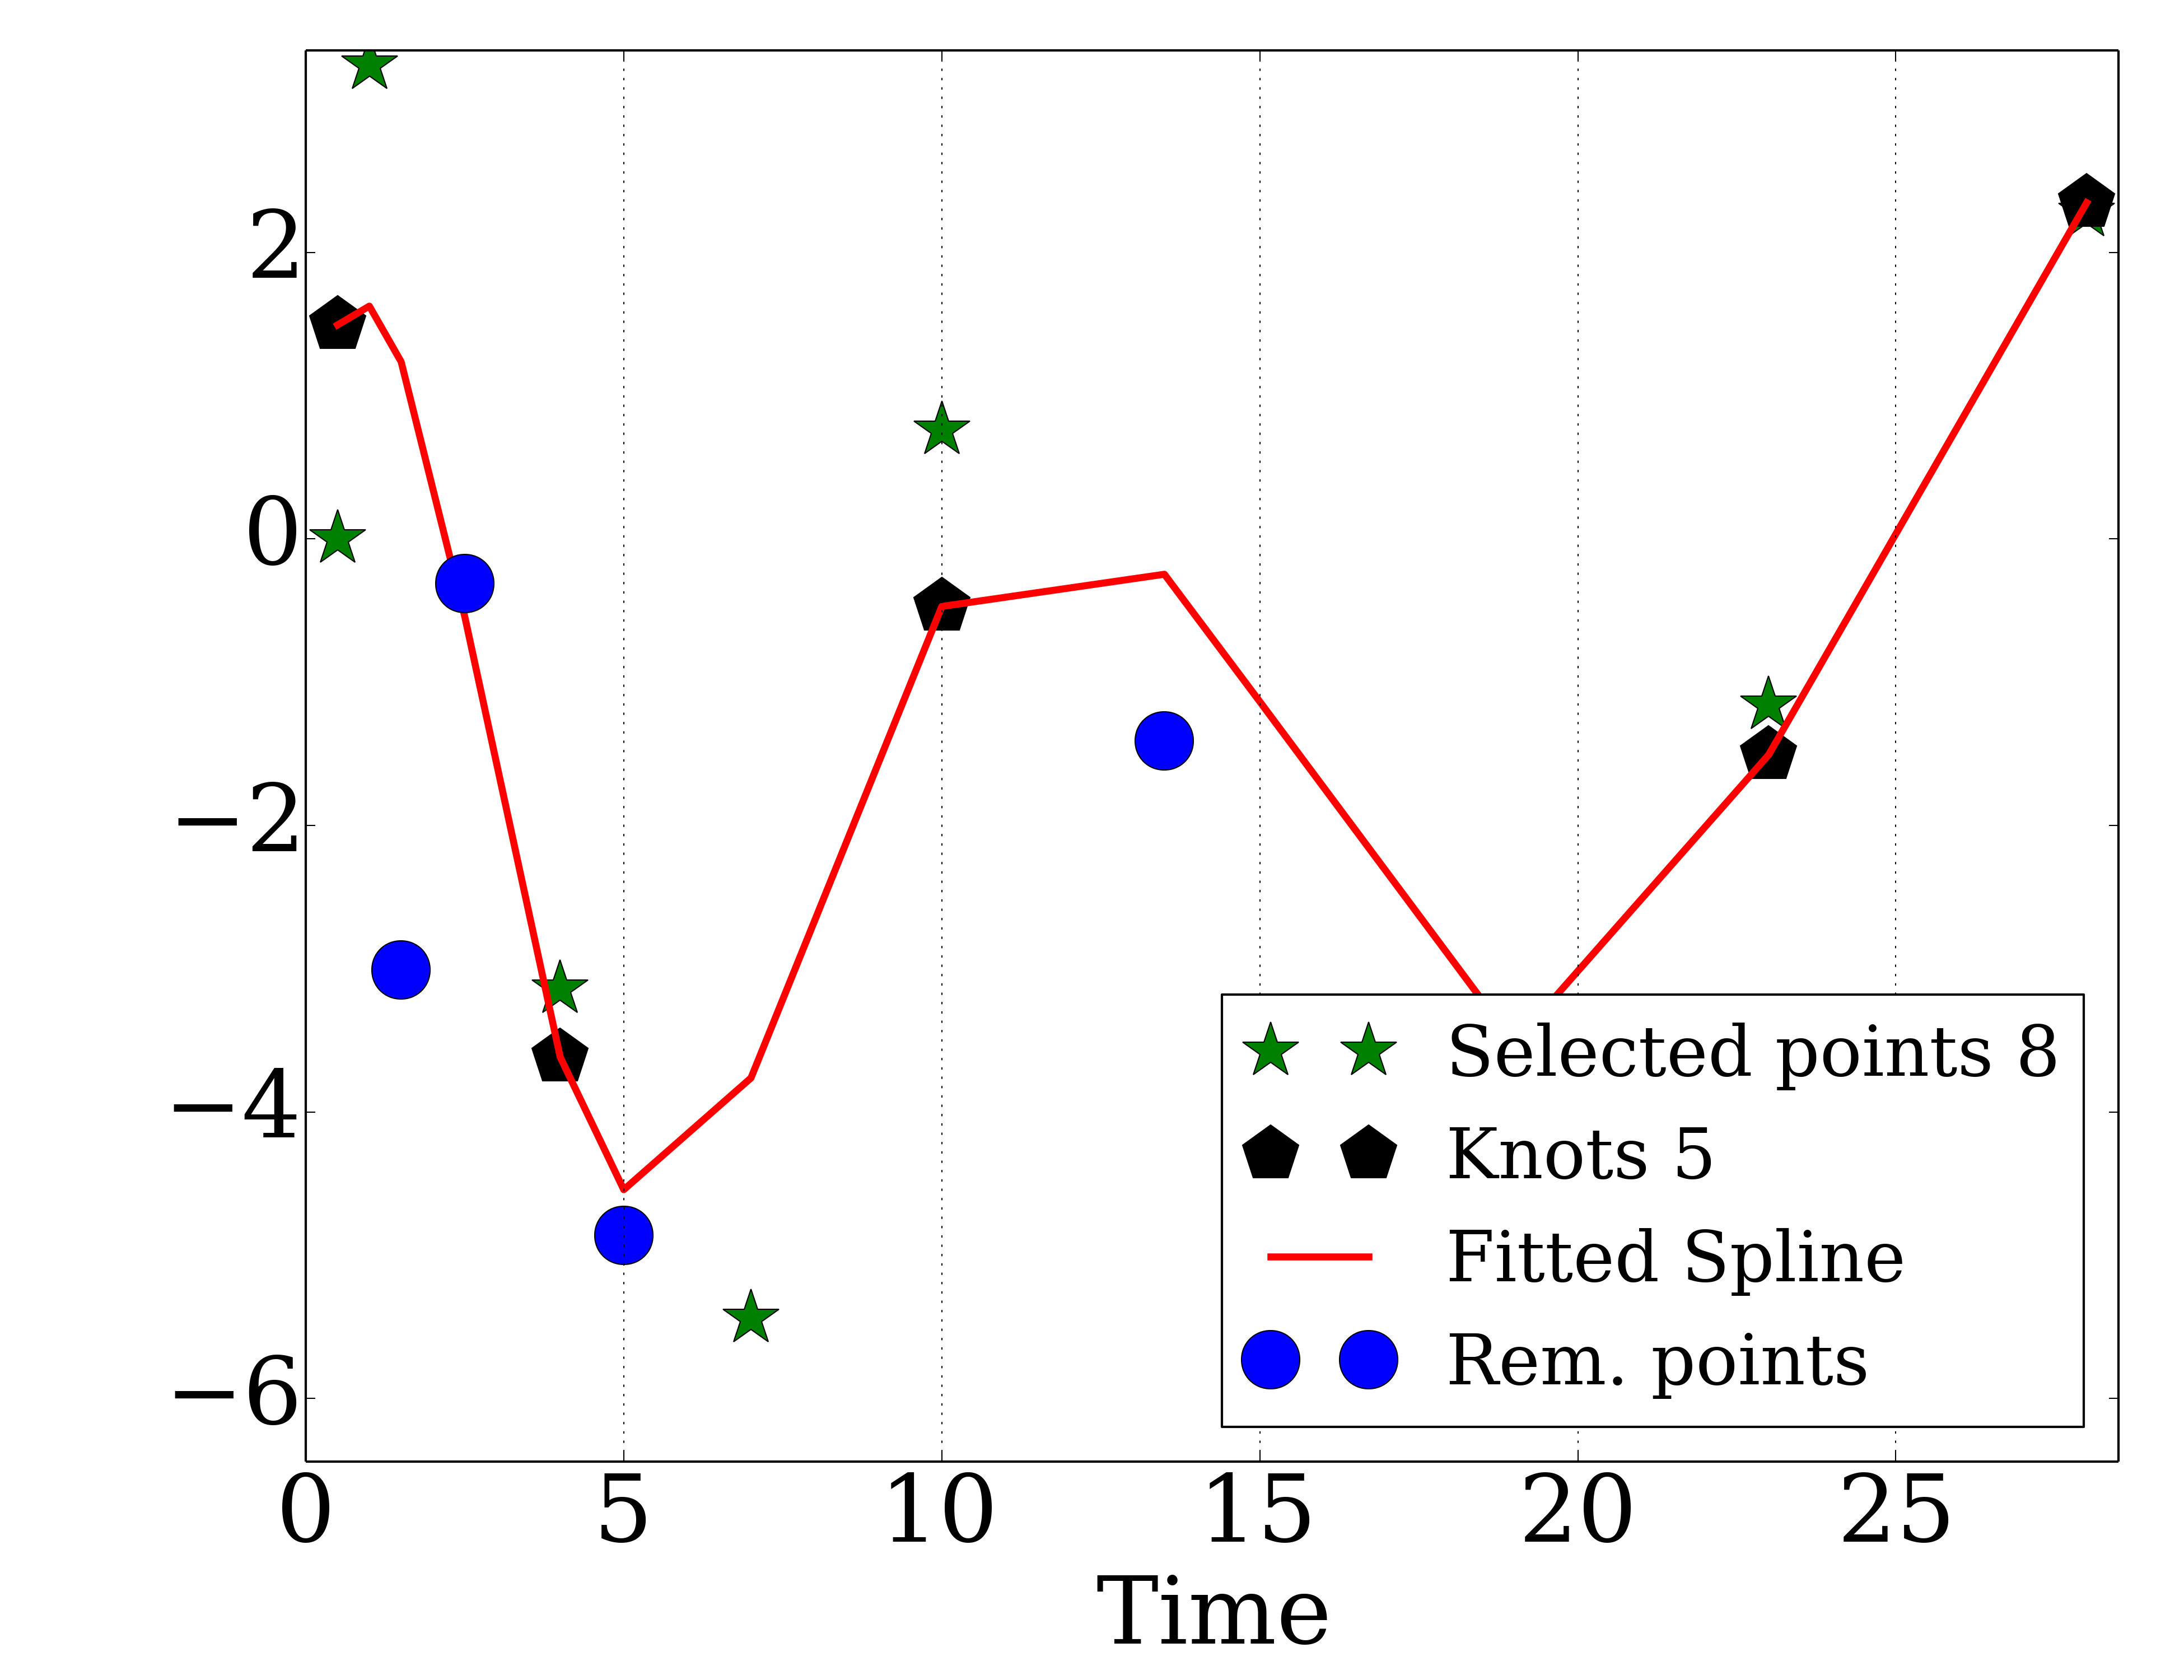 2
0
−2
−4
−6
0 5 10 15 20 25
Time
Selected points 8
Knots 5
Fitted Spline
Rem. points